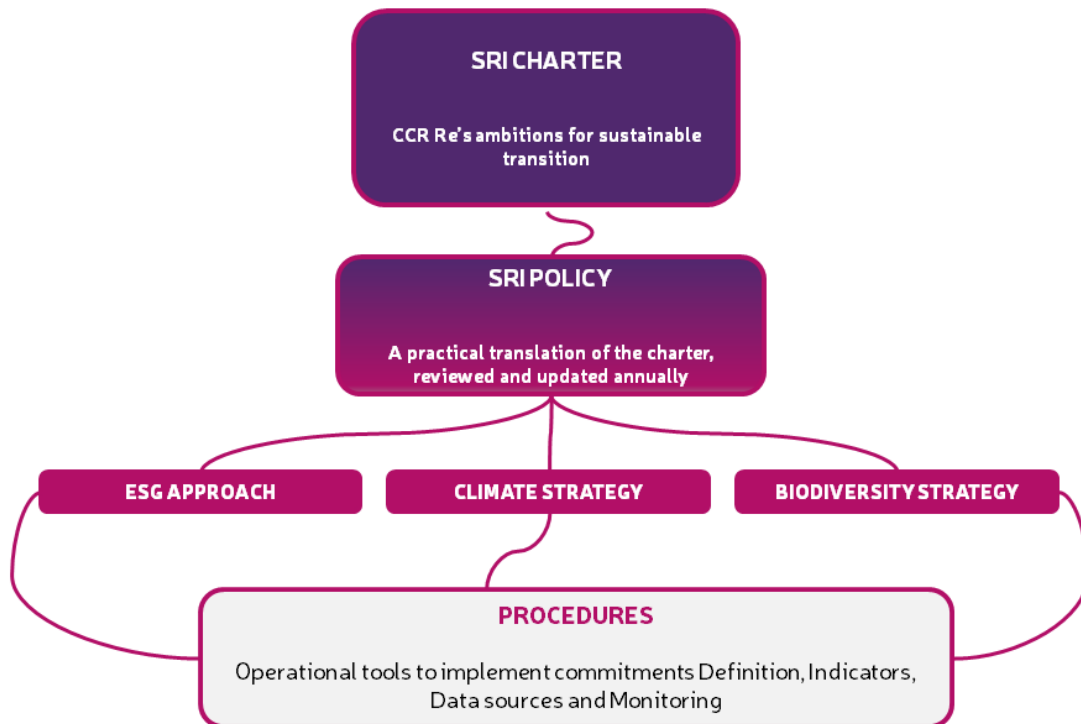 SRI CHARTER
CCR Re's ambitions for sustainable
transition
SRI POLICY
A practical translation of the charter,
reviewed and updated annually
ESG APPROACH
CLIMATE STRATEGY
BIODIVERSITY STRATEGY
PROCEDURES
Operational tools to implement commitments Definition, Indicators,
Data sources and Monitoring